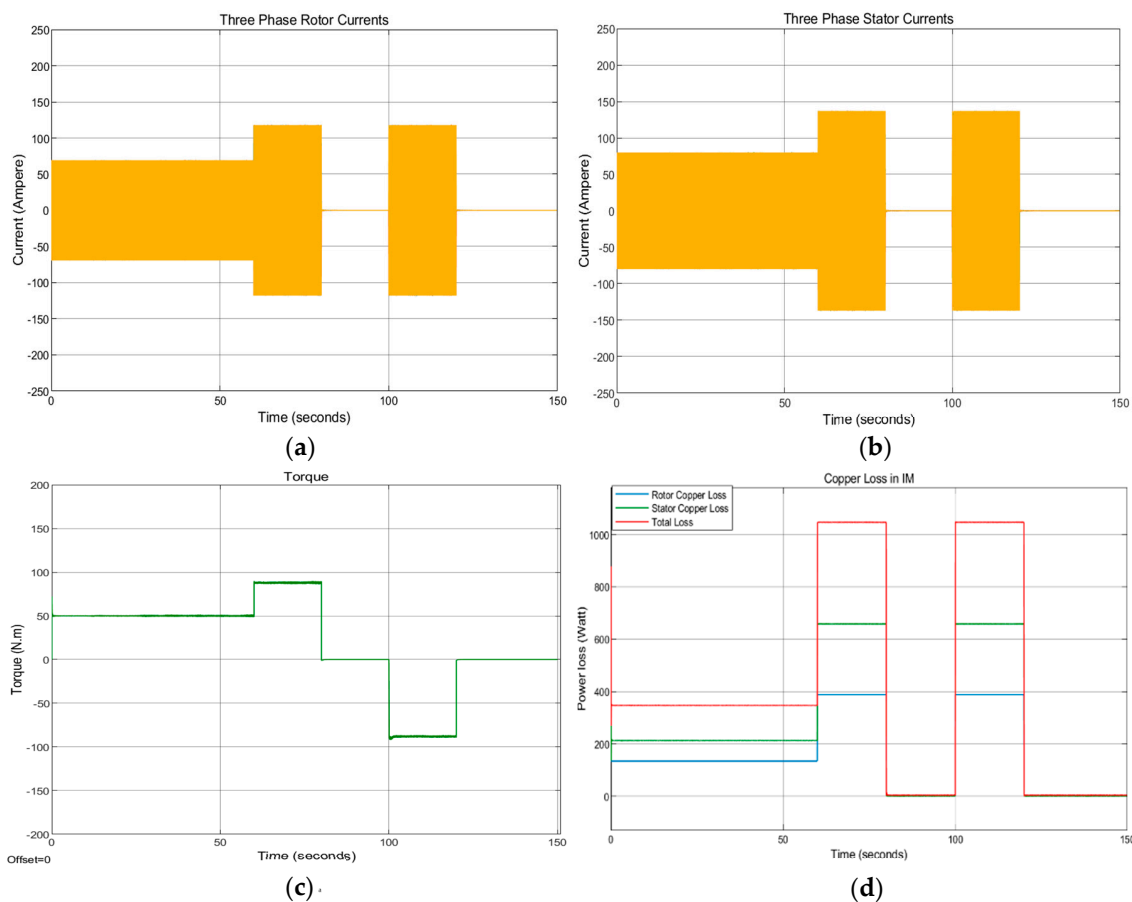 Three Phase Rotor Currents
Current (Ampere)
250
200
150
100
50
0
-50
-100
-150
-200
-250
0 50 100 150
Time (seconds)
(a)
Three Phase Stator Currents
Current (Ampere)
250
200
150
100
50
0
-50
-100
-150
-200
-250
0 50 100 150
Time (seconds)
(b)
Torque
Torque (N.m)
200
150
100
50
0
-50
-100
-150
-200
0 50 100 150
Offset=0
Time (seconds)
(c)
Copper Loss in IM
Rotor Copper Loss
Stator Copper Loss
Total Loss
Power loss (Watt)
1000
800
600
400
200
0
0 50 100 150
Time (seconds)
(d)